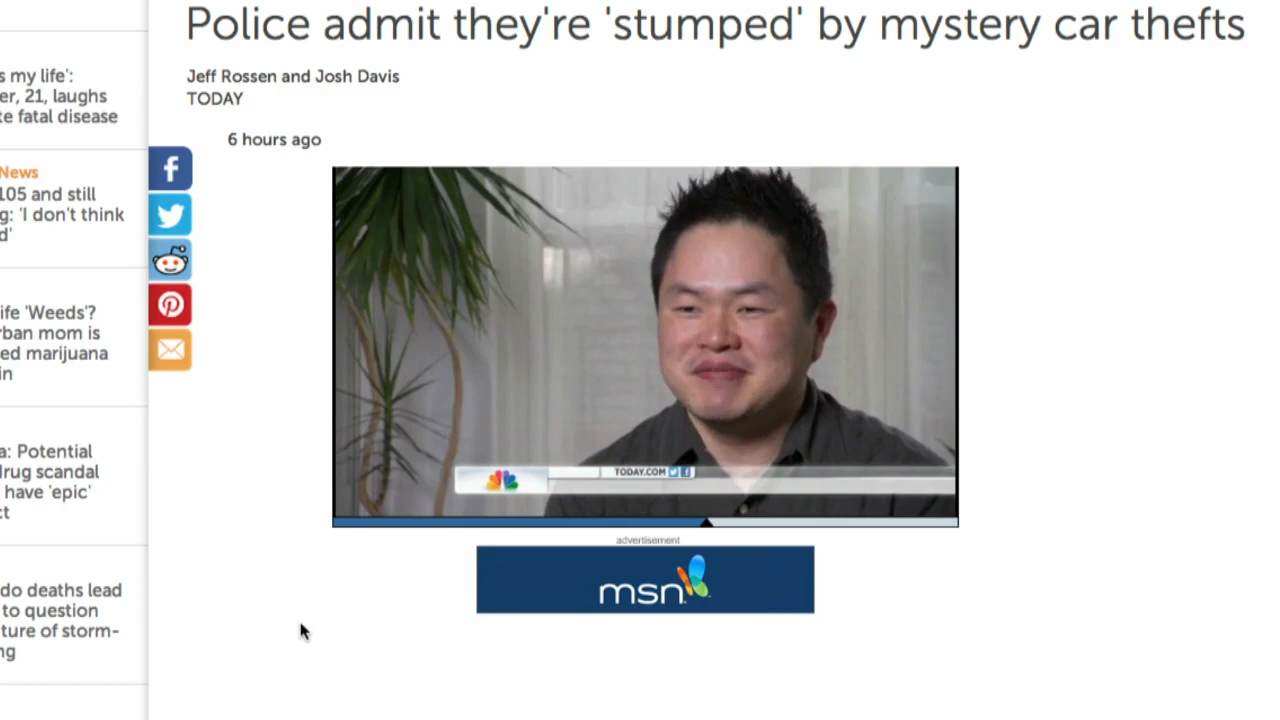 Police admit they're 'stumped' by mystery car thefts
Jeff Rossen and Josh Davis
TODAY
6 hours ago
s my life':
er, 21, laughs
te fatal disease
News
105 and still
g: 'I don't think
d'
ife 'Weeds'?
rban mom is
ed marijuana
in
a: Potential
drug scandal
have 'epic'
ct
do deaths lead
to question
ture of storm-
ng
f
TODAY.COM
f
advertisement
msn